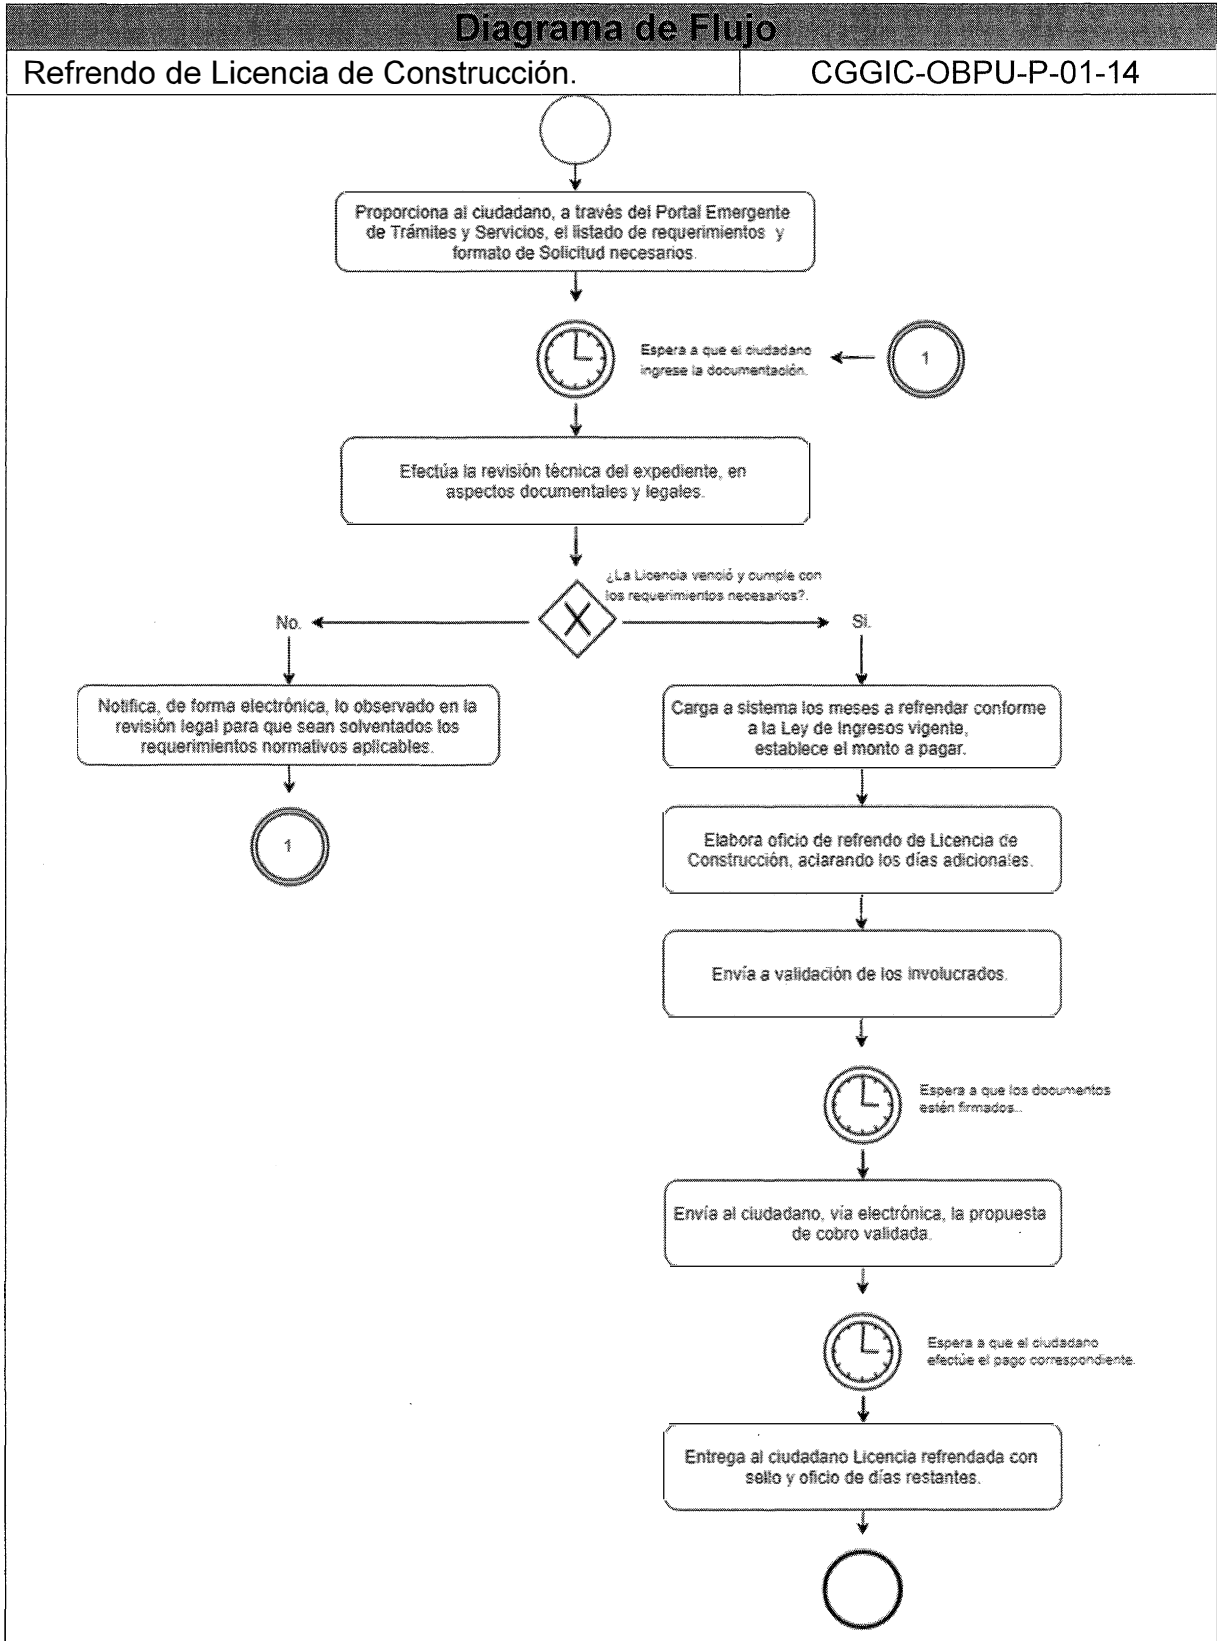 Diagrama de Flujo
Refrendo de Licencia de Construcción.
CGGIC-OBPU-P-01-14
Proporciona al ciudadano, a través del Portal Emergente
de Trámites y Servicios, el listado de requerimientos y
formato de Solicitud necesarios.
Espera a que el ciudadano
ingrese la documentación.
1
Efectúa la revisión técnica del expediente, en
aspectos documentales y legales.
¿La Licencia venció y cumple con
los requerimientos necesarios?.
No.
Si.
Notifica, de forma electrónica, lo observado en la
revisión legal para que sean solventados los
requerimientos normativos aplicables.
1
Carga a sistema los meses a refrendar conforme
a la Ley de Ingresos vigente,
establece el monto a pagar.
Elabora oficio de refrendo de Licencia de
Construcción, aclarando los días adicionales.
Envía a validación de los involucrados.
Espera a que los documentos
estén firmados..
Envía al ciudadano, vía electrónica, la propuesta
de cobro validada.
Espera a que el ciudadano
efectúe el pago correspondiente.
Entrega al ciudadano Licencia refrendada con
sello y oficio de días restantes.